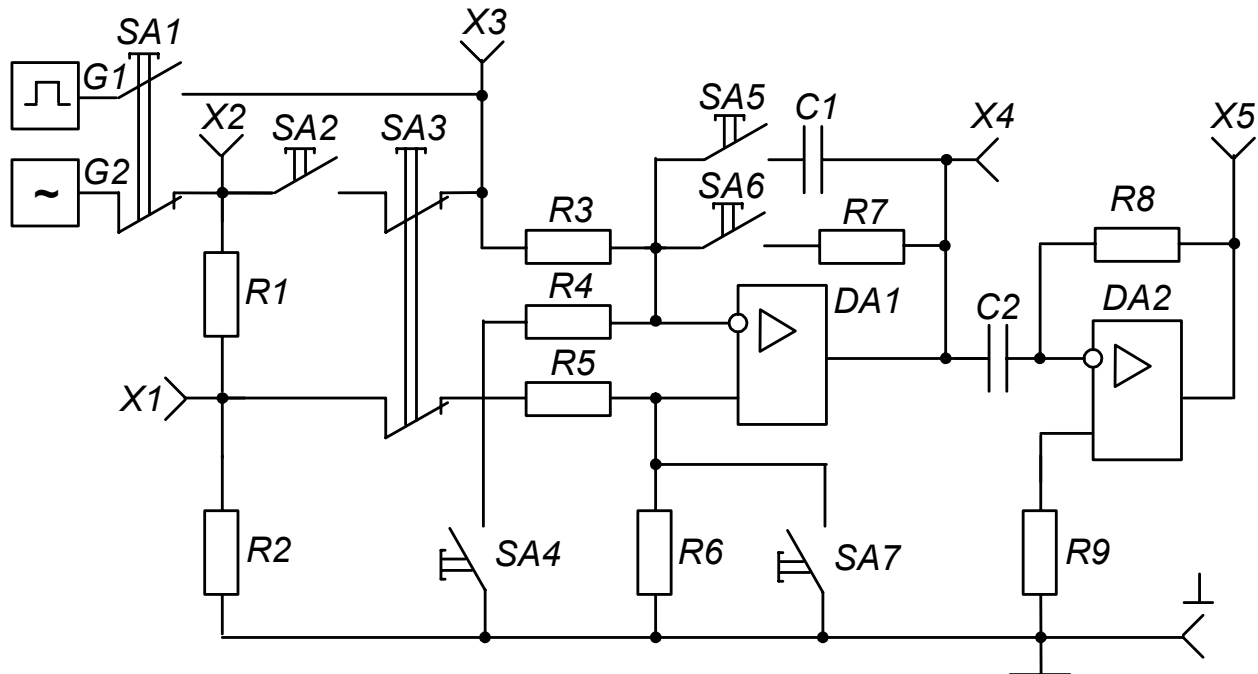 X3
SA1
G1
X2
SA2
SA3
SA5
C1
X4
X5
G2
~
SA6
R7
R8
R3
R1
R4
DA1
C2
DA2
R5
X1
R2
SA4
R6
SA7
R9